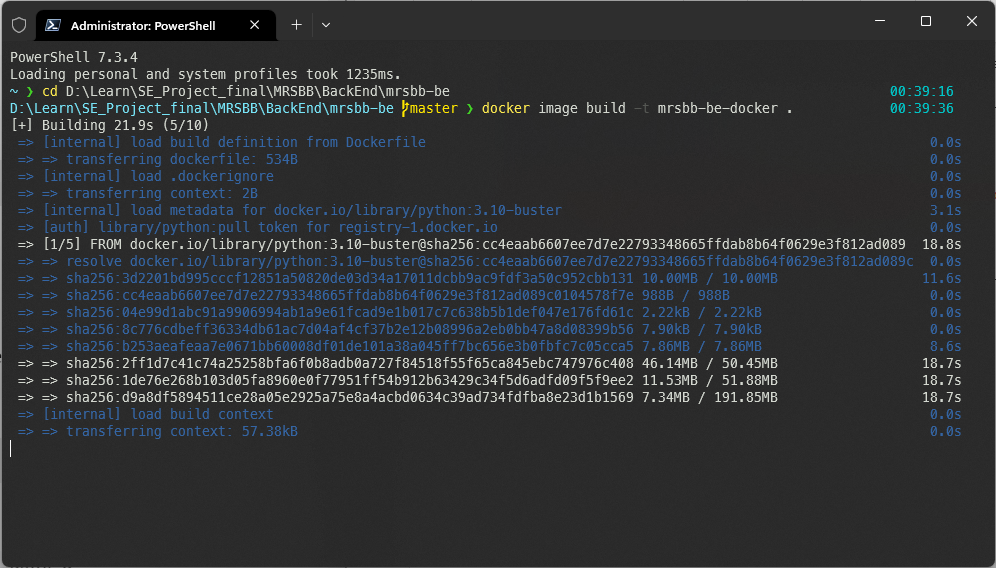 Administrator: PowerShell
PowerShell 7.3.4
Loading personal and system profiles took 1235ms.
~ ❯ cd D:\Learn\SE_Project_final\MRSBB\BackEnd\mrsbb-be 00:39:16
D:\Learn\SE_Project_final\MRSBB\BackEnd\mrsbb-be master ❯ docker image build -t mrsbb-be-docker . 00:39:36
[+] Building 21.9s (5/10)
=> [internal] load build definition from Dockerfile 0.0s
=> => transferring dockerfile: 534B 0.0s
=> [internal] load .dockerignore 0.0s
=> => transferring context: 2B 0.0s
=> [internal] load metadata for docker.io/library/python:3.10-buster 3.1s
=> [auth] library/python:pull token for registry-1.docker.io 0.0s
=> [1/5] FROM docker.io/library/python:3.10-buster@sha256:cc4eaab6607ee7d7e22793348665ffdab8b64f0629e3f812ad089 18.8s
=> => resolve docker.io/library/python:3.10-buster@sha256:cc4eaab6607ee7d7e22793348665ffdab8b64f0629e3f812ad089c 0.0s
=> => sha256:3d2201bd995cccf12851a50820de03d34a17011dcbb9ac9fdf3a50c952cbb131 10.00MB / 10.00MB 11.6s
=> => sha256:cc4eaab6607ee7d7e22793348665ffdab8b64f0629e3f812ad089c0104578f7e 988B / 988B 0.0s
=> => sha256:04e99d1abc91a9906994ab1a9e61fcad9e1b017c7c638b5b1def047e176fd61c 2.22kB / 2.22kB 0.0s
=> => sha256:8c776cdbeff36334db61ac7d04af4cf37b2e12b08996a2eb0bb47a8d08399b56 7.90kB / 7.90kB 0.0s
=> => sha256:b253aeafeaa7e0671bb60008df01de101a38a045ff7bc656e3b0fbfc7c05cca5 7.86MB / 7.86MB 8.6s
=> => sha256:2ff1d7c41c74a25258bfa6f0b8adb0a727f84518f55f65ca845ebc747976c408 46.14MB / 50.45MB 18.7s
=> => sha256:1de76e268b103d05fa8960e0f77951ff54b912b63429c34f5d6adfd09f5f9ee2 11.53MB / 51.88MB 18.7s
=> => sha256:d9a8df5894511ce28a05e2925a75e8a4acbd0634c39ad734fdfba8e23d1b1569 7.34MB / 191.85MB 18.7s
=> [internal] load build context 0.0s
=> => transferring context: 57.38kB 0.0s